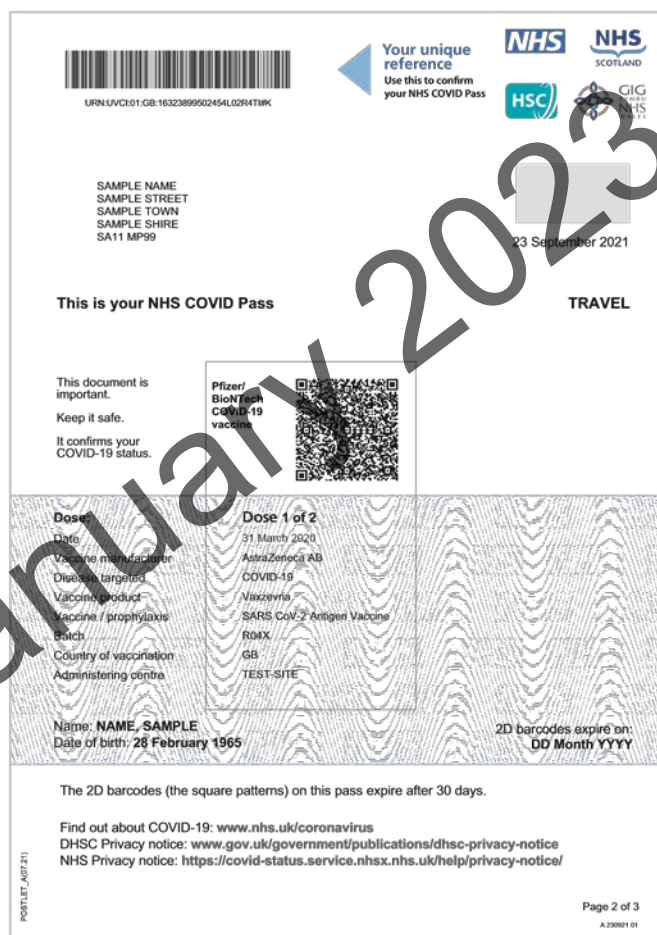 URN:UVCI:01:GB:16323899502454L02R4TI#K
Your unique
reference
Use this to confirm
your NHS COVID Pass
NHS
NHS
SCOTLAND
HSC
GIG
CYMRU
NHS
WALES
SAMPLE NAME
SAMPLE STREET
SAMPLE TOWN
SAMPLE SHIRE
SA11 MP99
23 September 2021
This is your NHS COVID Pass
TRAVEL
This document is
important.
Keep it safe.
It confirms your
COVID-19 status.
Pfizer/
BioNTech
COVID-19
vaccine
Dose: Dose 1 of 2
Date 31 March 2020
Vaccine manufacturer AstraZeneca AB
Disease targeted COVID-19
Vaccine product Vaxzevria
Vaccine / prophylaxis SARS CoV-2 Antigen Vaccine
Batch R04X
Country of vaccination GB
Administering centre TEST-SITE
Name: NAME, SAMPLE
Date of birth: 28 February 1965
2D barcodes expire on:
DD Month YYYY
The 2D barcodes (the square patterns) on this pass expire after 30 days.
Find out about COVID-19: www.nhs.uk/coronavirus
DHSC Privacy notice: www.gov.uk/government/publications/dhsc-privacy-notice
NHS Privacy notice: https://covid-status.service.nhsx.nhs.uk/help/privacy-notice/
POSTLET_A(07.21)
Page 2 of 3
A 230921 01
anuary 2023